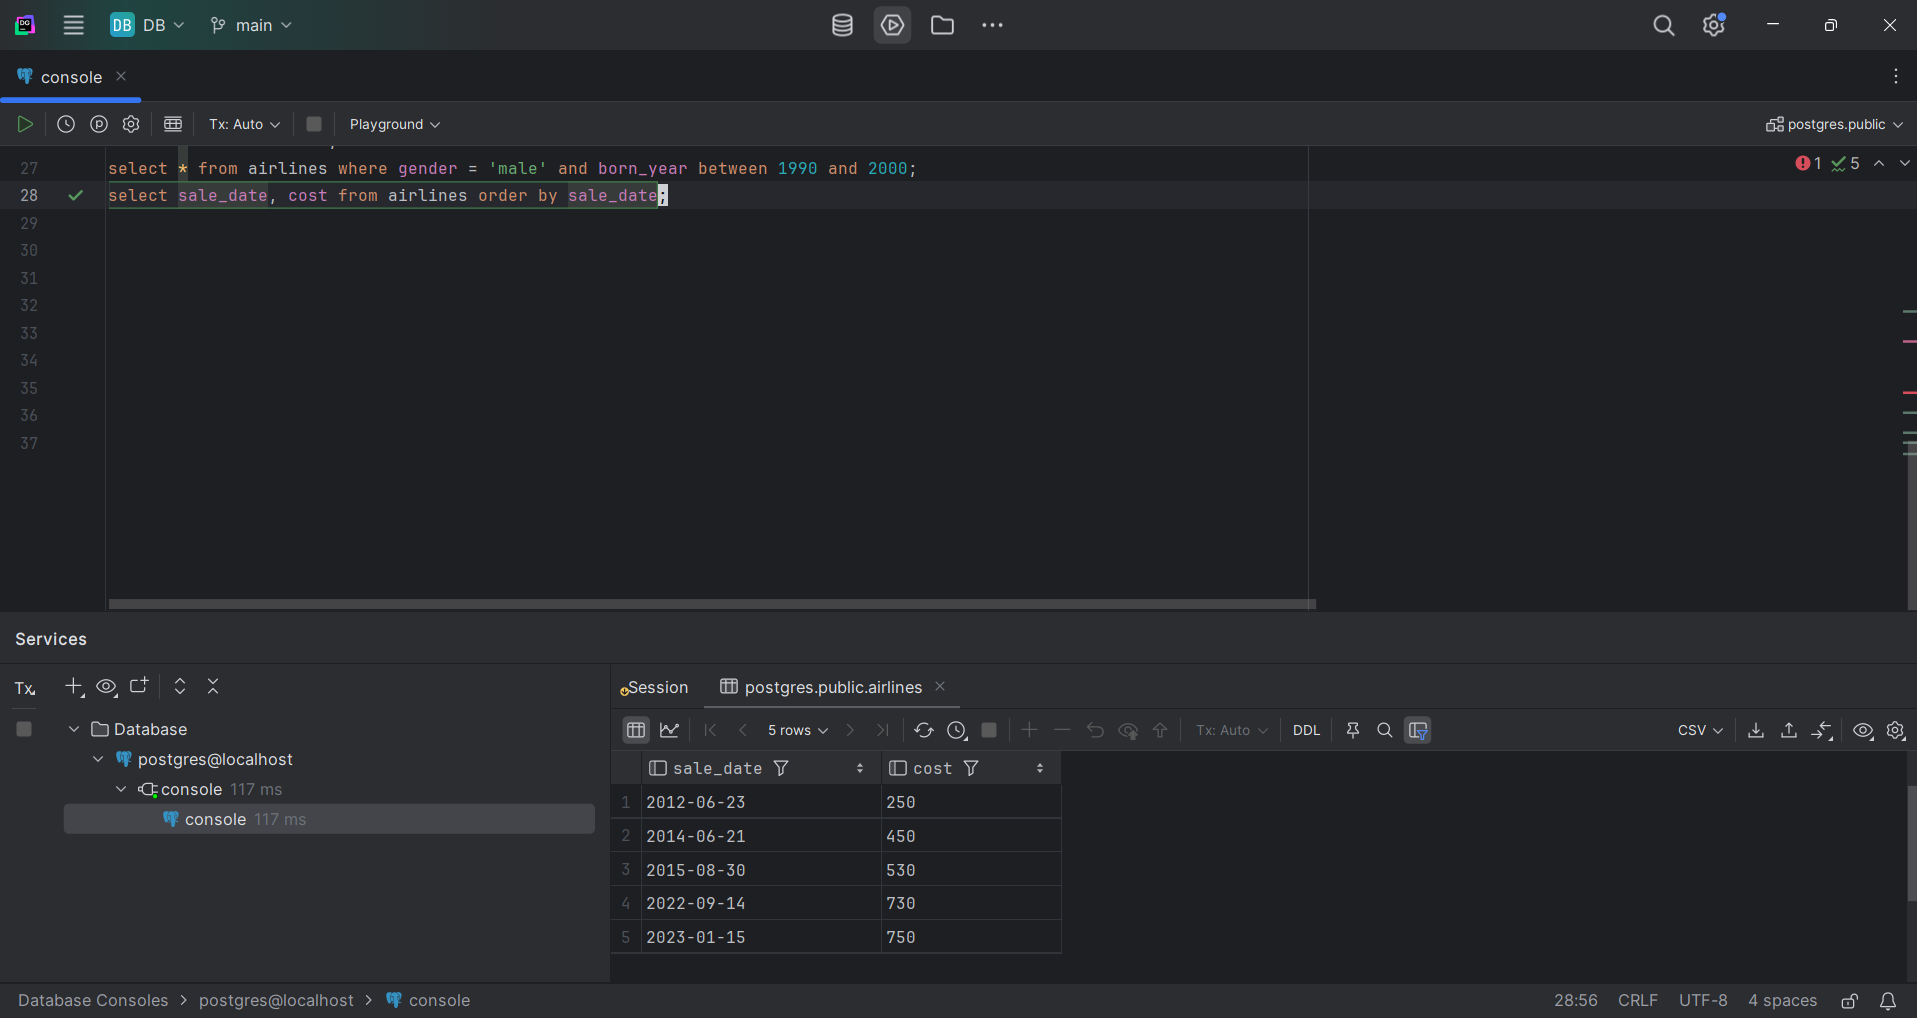 DB DB main
console
Tx: Auto Playground postgres.public
27 select * from airlines where gender = 'male' and born_year between 1990 and 2000; 1 5
28 select sale_date, cost from airlines order by sale_date;
29
30
31
32
33
34
35
36
37
Services
Tx
Session postgres.public.airlines
Database
postgres@localhost
console 117 ms
console 117 ms
5 rows Tx: Auto DDL CSV
sale_date cost
1 2012-06-23 250
2 2014-06-21 450
3 2015-08-30 530
4 2022-09-14 730
5 2023-01-15 750
Database Consoles > postgres@localhost > console 28:56 CRLF UTF-8 4 spaces